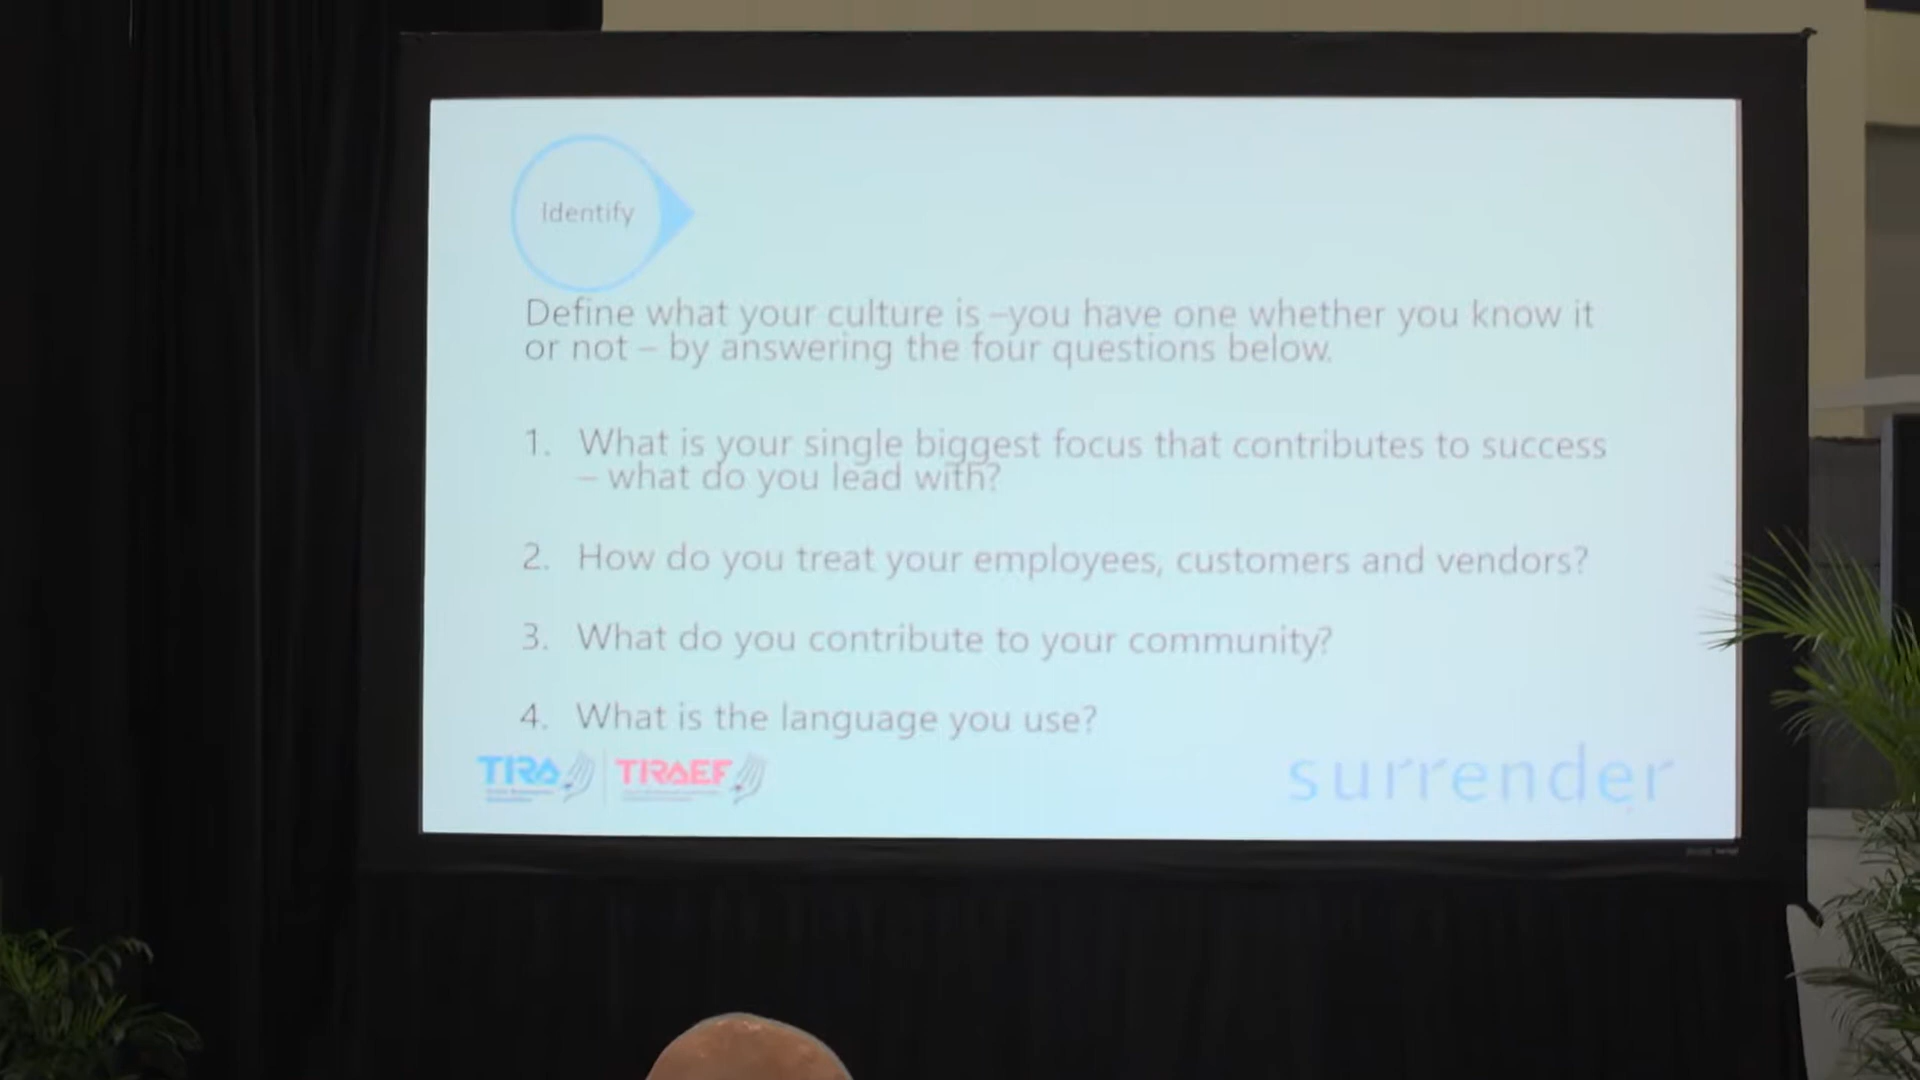 Identify
Define what your culture is –you have one whether you know it
or not – by answering the four questions below.
1. What is your single biggest focus that contributes to success
– what do you lead with?
2. How do you treat your employees, customers and vendors?
3. What do you contribute to your community?
4. What is the language you use?
TIRA TIRAEF
surrender